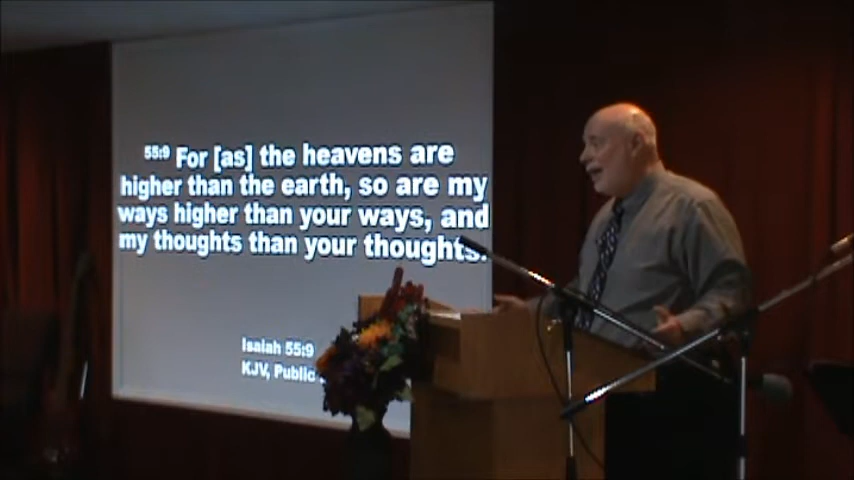 55:9 For [as] the heavens are
higher than the earth, so are my
ways higher than your ways, and
my thoughts than your thoughts.
Isaiah 55:9
KJV, Public